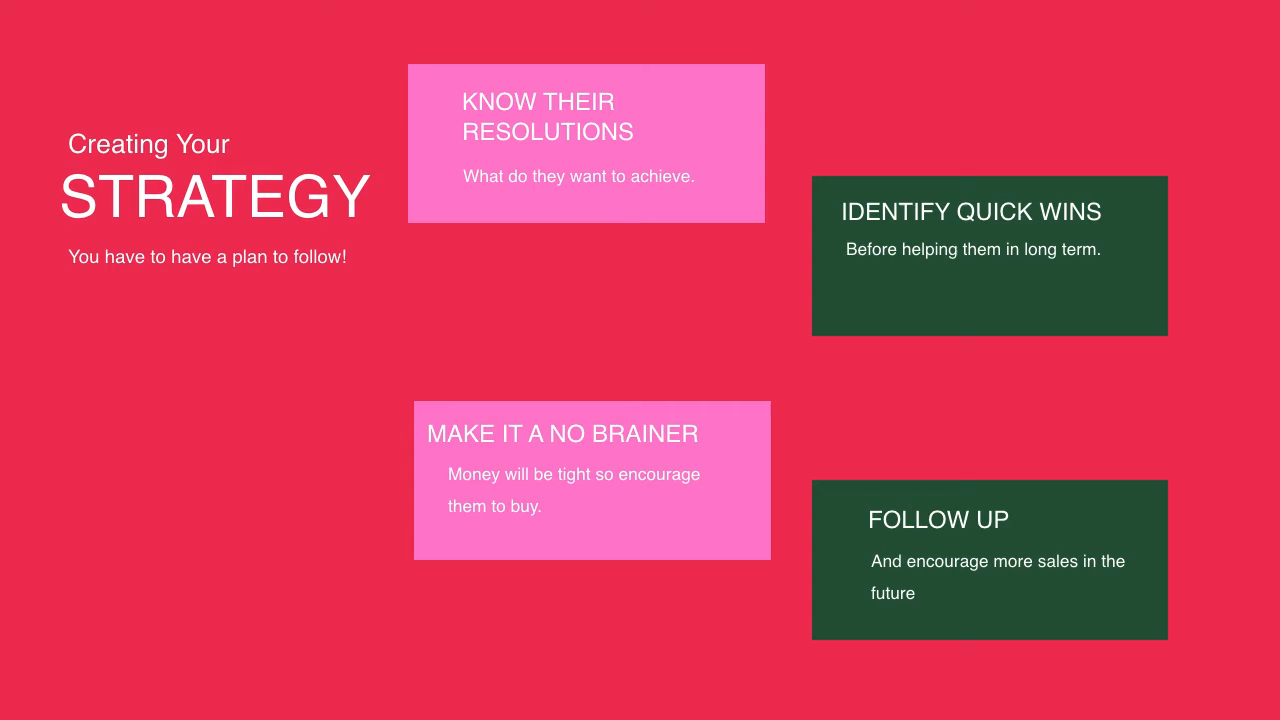 Creating Your
STRATEGY
You have to have a plan to follow!
KNOW THEIR
RESOLUTIONS
What do they want to achieve.
IDENTIFY QUICK WINS
Before helping them in long term.
MAKE IT A NO BRAINER
Money will be tight so encourage
them to buy.
FOLLOW UP
And encourage more sales in the
future